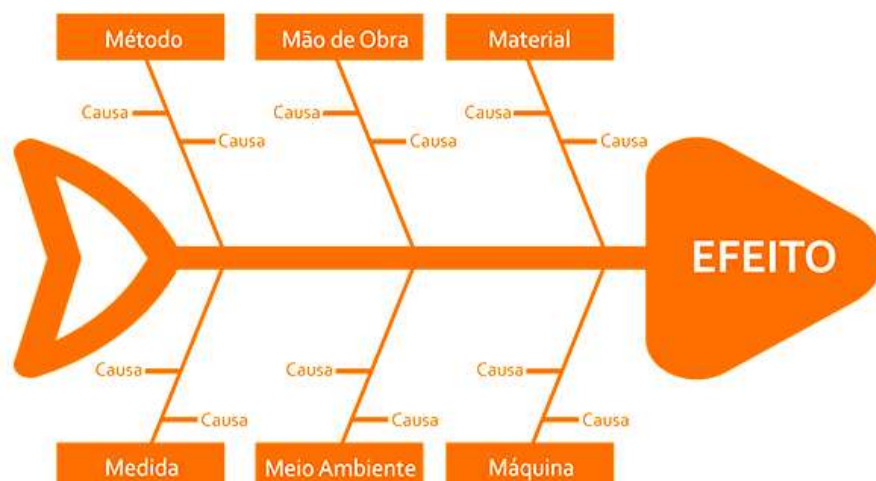 Método
Mão de Obra
Material
Causa
Causa
Causa
Causa
Causa
Causa
EFEITO
Causa
Causa
Causa
Causa
Causa
Causa
Medida
Meio Ambiente
Máquina